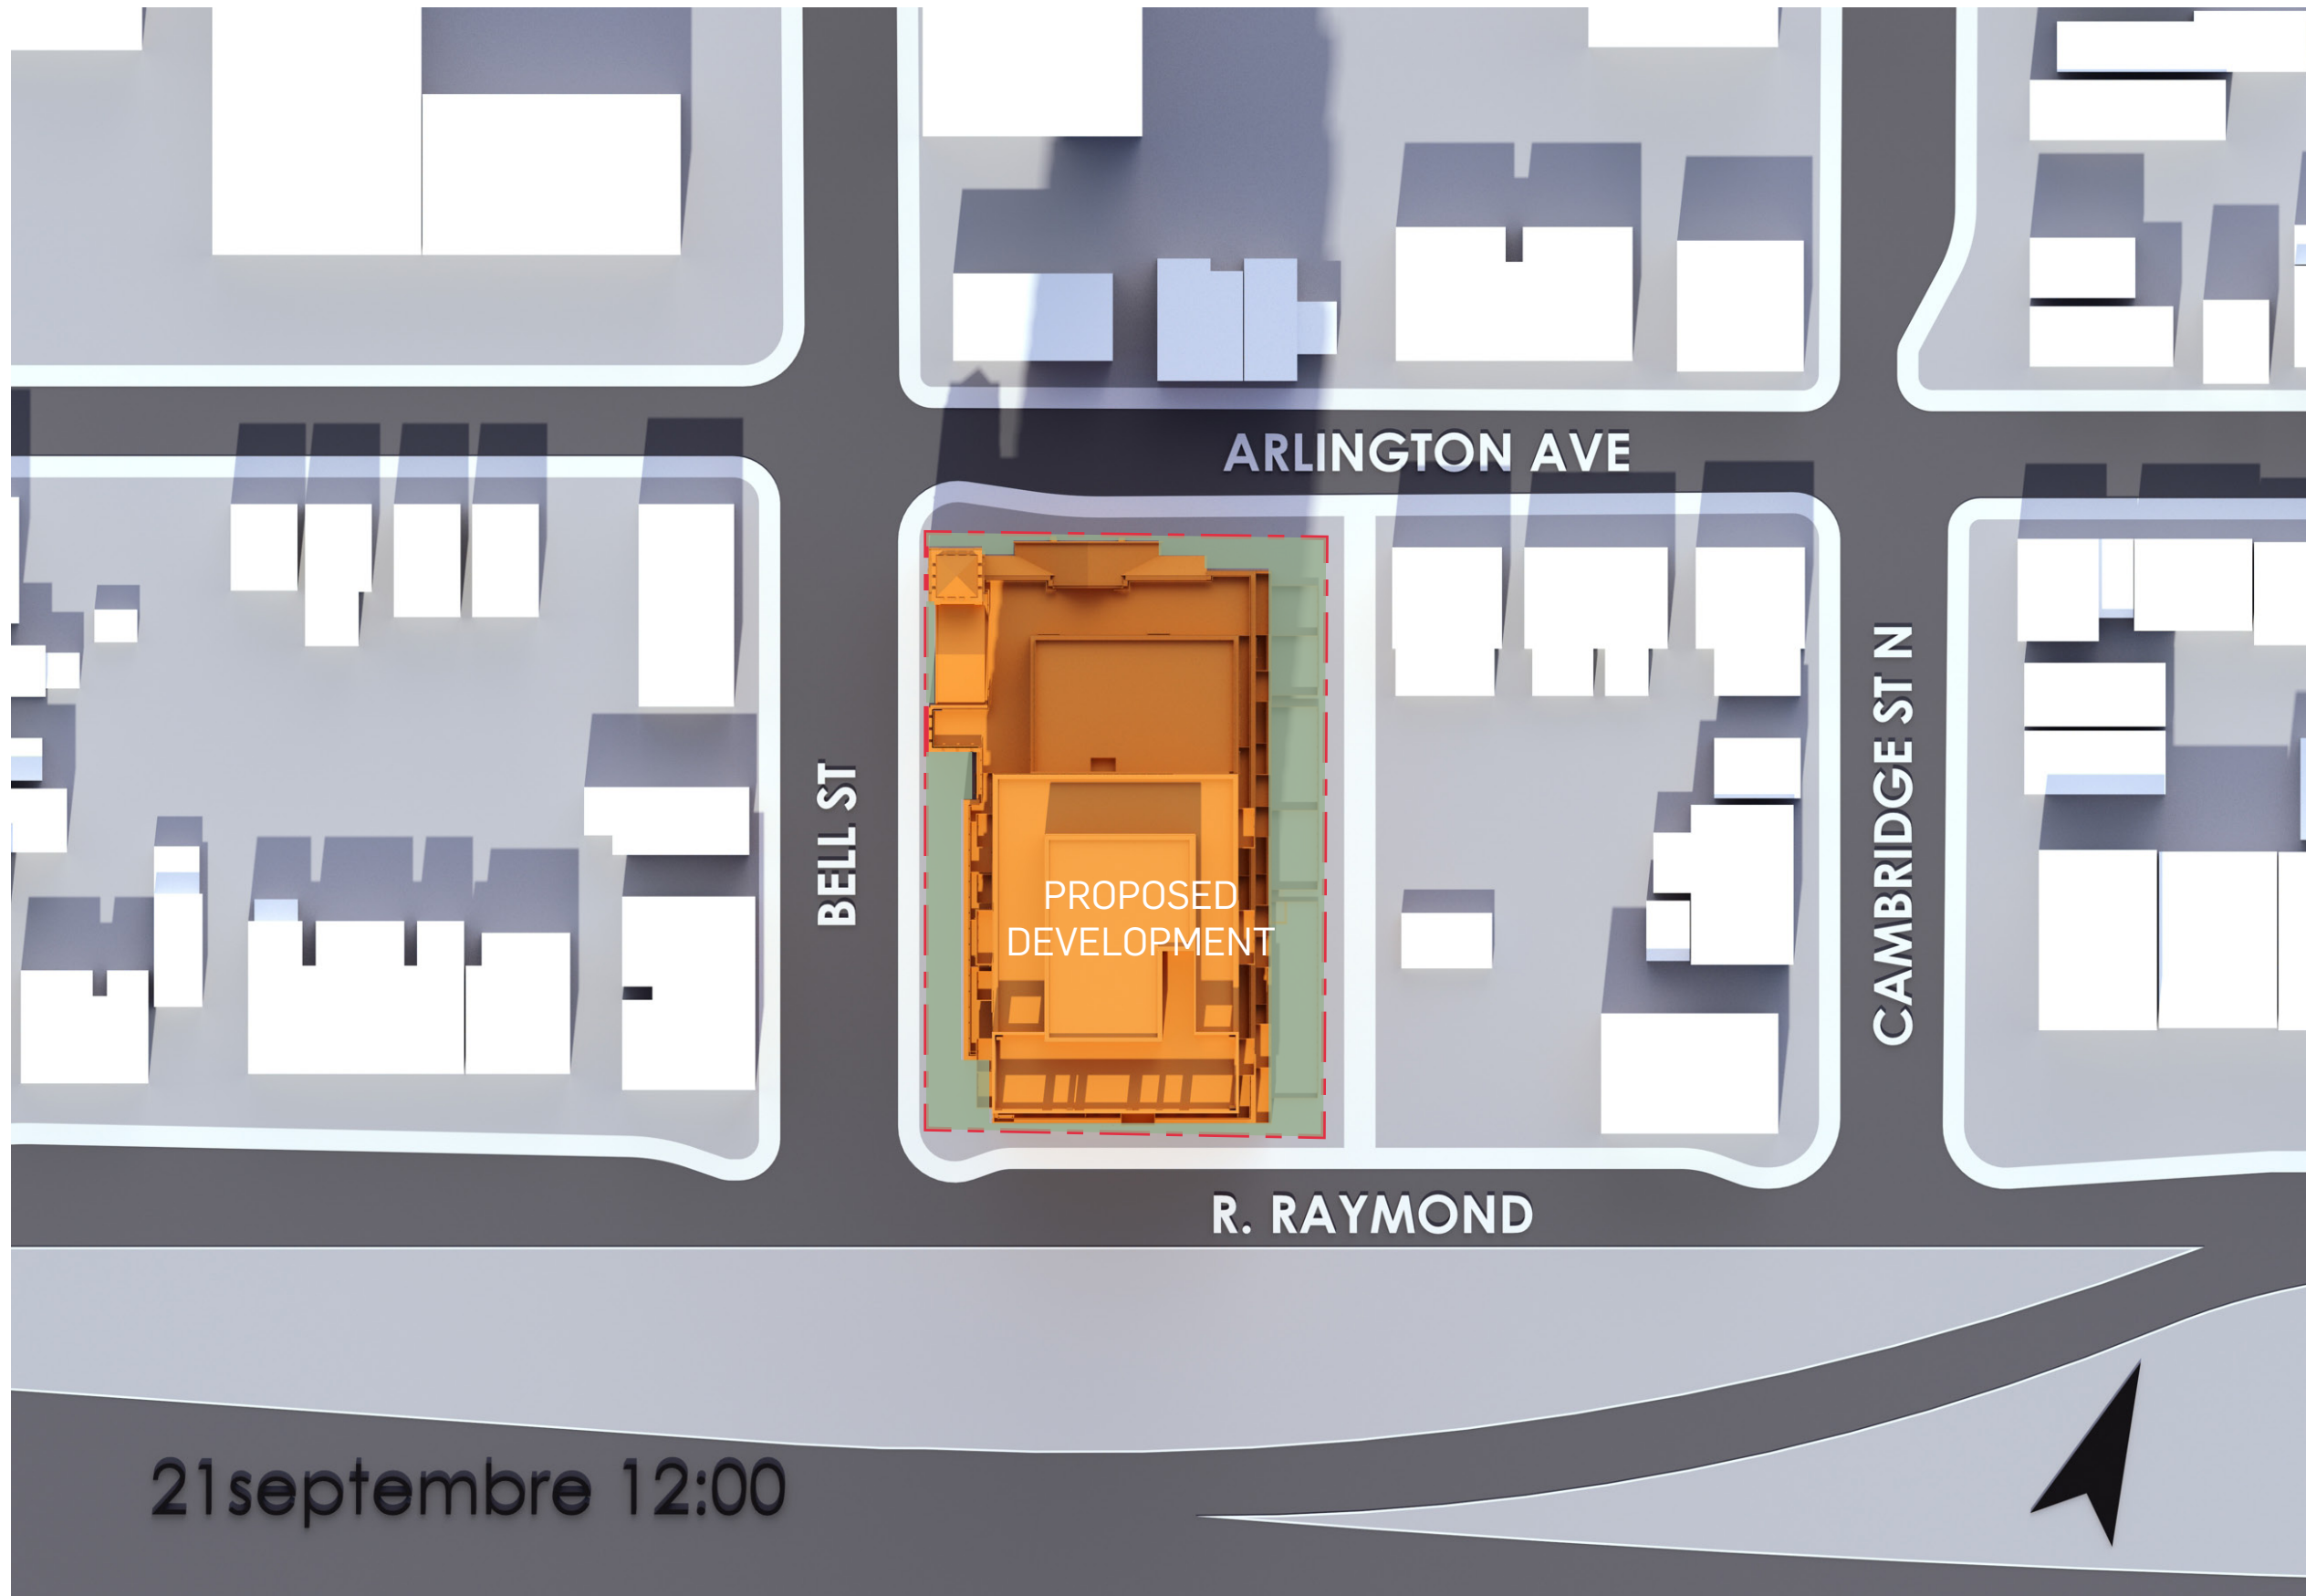 ARLINGTON AVE
BELL ST
CAMBRIDGE ST N
PROPOSED
DEVELOPMENT
R. RAYMOND
21septembre 12:00